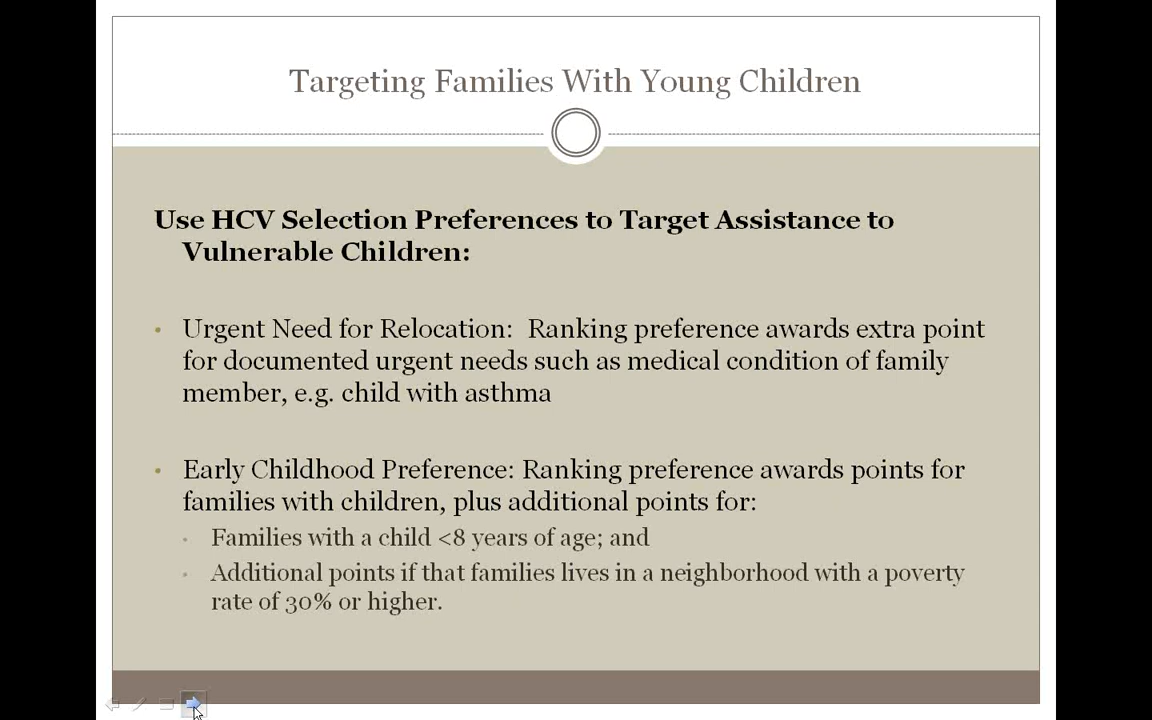 Targeting Families With Young Children
Use HCV Selection Preferences to Target Assistance to
Vulnerable Children:
• Urgent Need for Relocation:  Ranking preference awards extra point
for documented urgent needs such as medical condition of family
member, e.g. child with asthma
• Early Childhood Preference: Ranking preference awards points for
families with children, plus additional points for:
• Families with a child <8 years of age; and
• Additional points if that families lives in a neighborhood with a poverty
rate of 30% or higher.